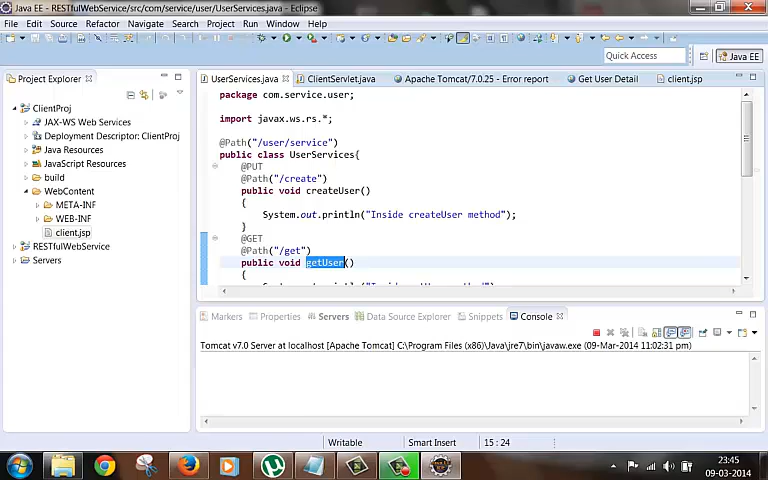 Java EE - RESTfulWebService/src/com/service/user/UserServices.java - Eclipse
File Edit Source Refactor Navigate Search Project Run Window Help
Quick Access
Java EE
Project Explorer
UserServices.java
ClientServlet.java
Apache Tomcat/7.0.25 - Error report
Get User Detail
client.jsp
ClientProj
JAX-WS Web Services
Deployment Descriptor: ClientProj
Java Resources
JavaScript Resources
build
WebContent
META-INF
WEB-INF
client.jsp
RESTfulWebService
Servers
package com.service.user;
import javax.ws.rs.*;
@Path("/user/service")
public class UserServices{
@PUT
@Path("/create")
public void createUser()
{
System.out.println("Inside createUser method");
}
@GET
@Path("/get")
public void getUser()
{
Markers
Properties
Servers
Data Source Explorer
Snippets
Console
Tomcat v7.0 Server at localhost [Apache Tomcat] C:\Program Files (x86)\Java\jre7\bin\javaw.exe (09-Mar-2014 11:02:31 pm)
Writable
Smart Insert
15 : 24
23:45
09-03-2014